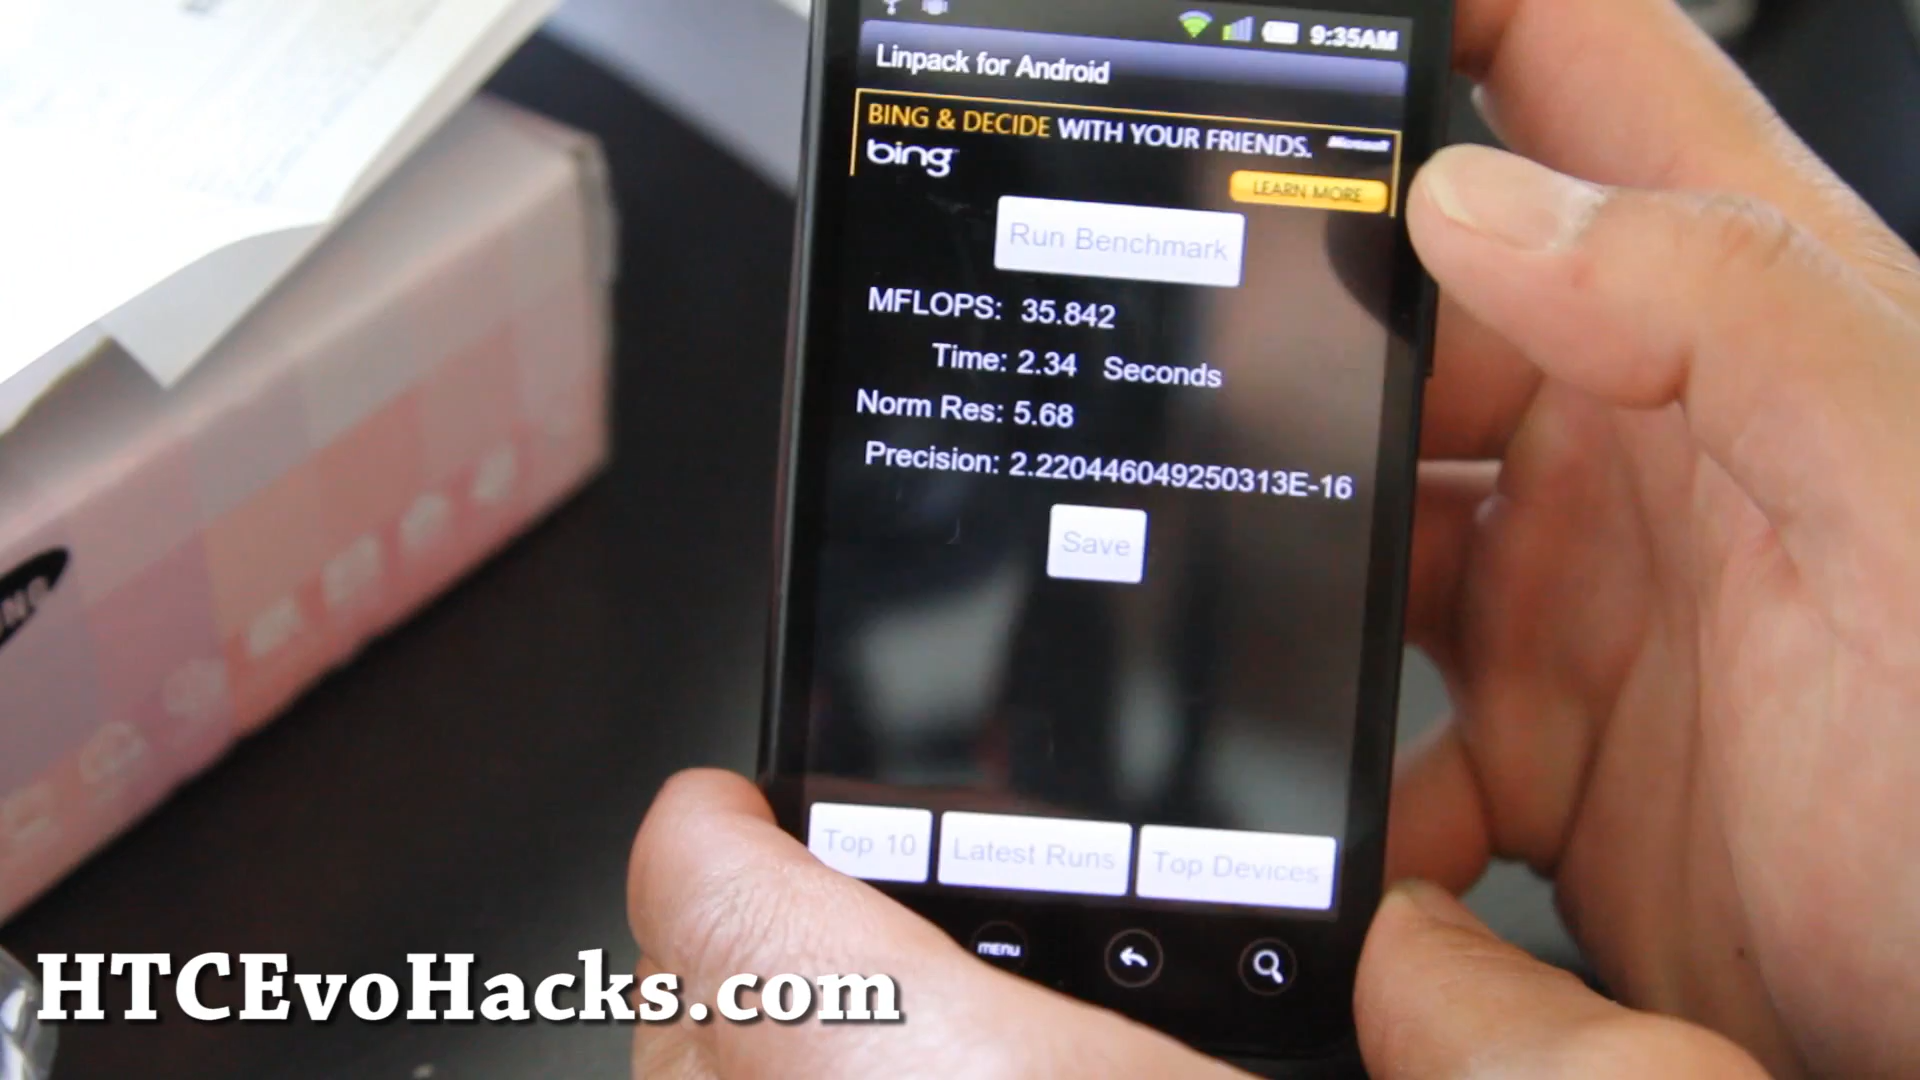 9:35AM
Linpack for Android
BING & DECIDE WITH YOUR FRIENDS. Microsoft
bing
LEARN MORE
Run Benchmark
MFLOPS: 35.842
Time: 2.34 Seconds
Norm Res: 5.68
Precision: 2.220446049250313E-16
Save
Top 10 Latest Runs Top Devices
MENU
HTCEvoHacks.com